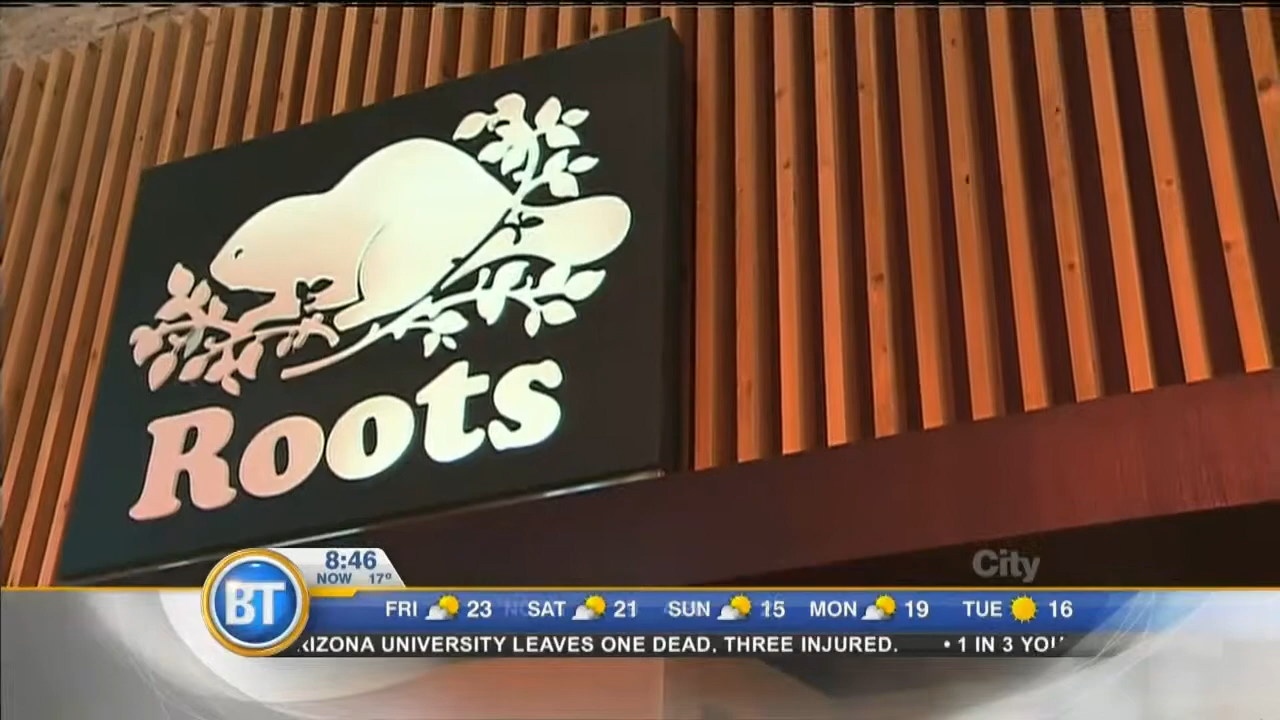 Roots
City
8:46
NOW 17°
BT
FRI 23 SAT 21 SUN 15 MON 19 TUE 16
RIZONA UNIVERSITY LEAVES ONE DEAD, THREE INJURED. • 1 IN 3